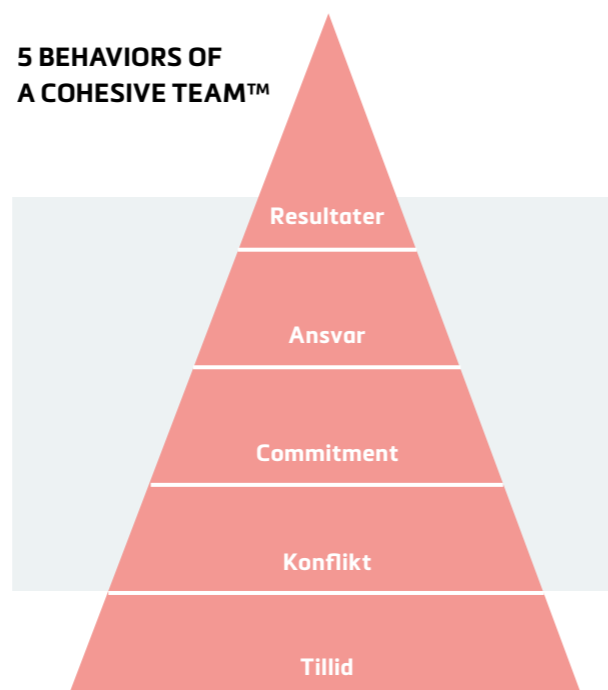 5 BEHAVIORS OF
A COHESIVE TEAM™
Resultater
Ansvar
Commitment
Konflikt
Tillid